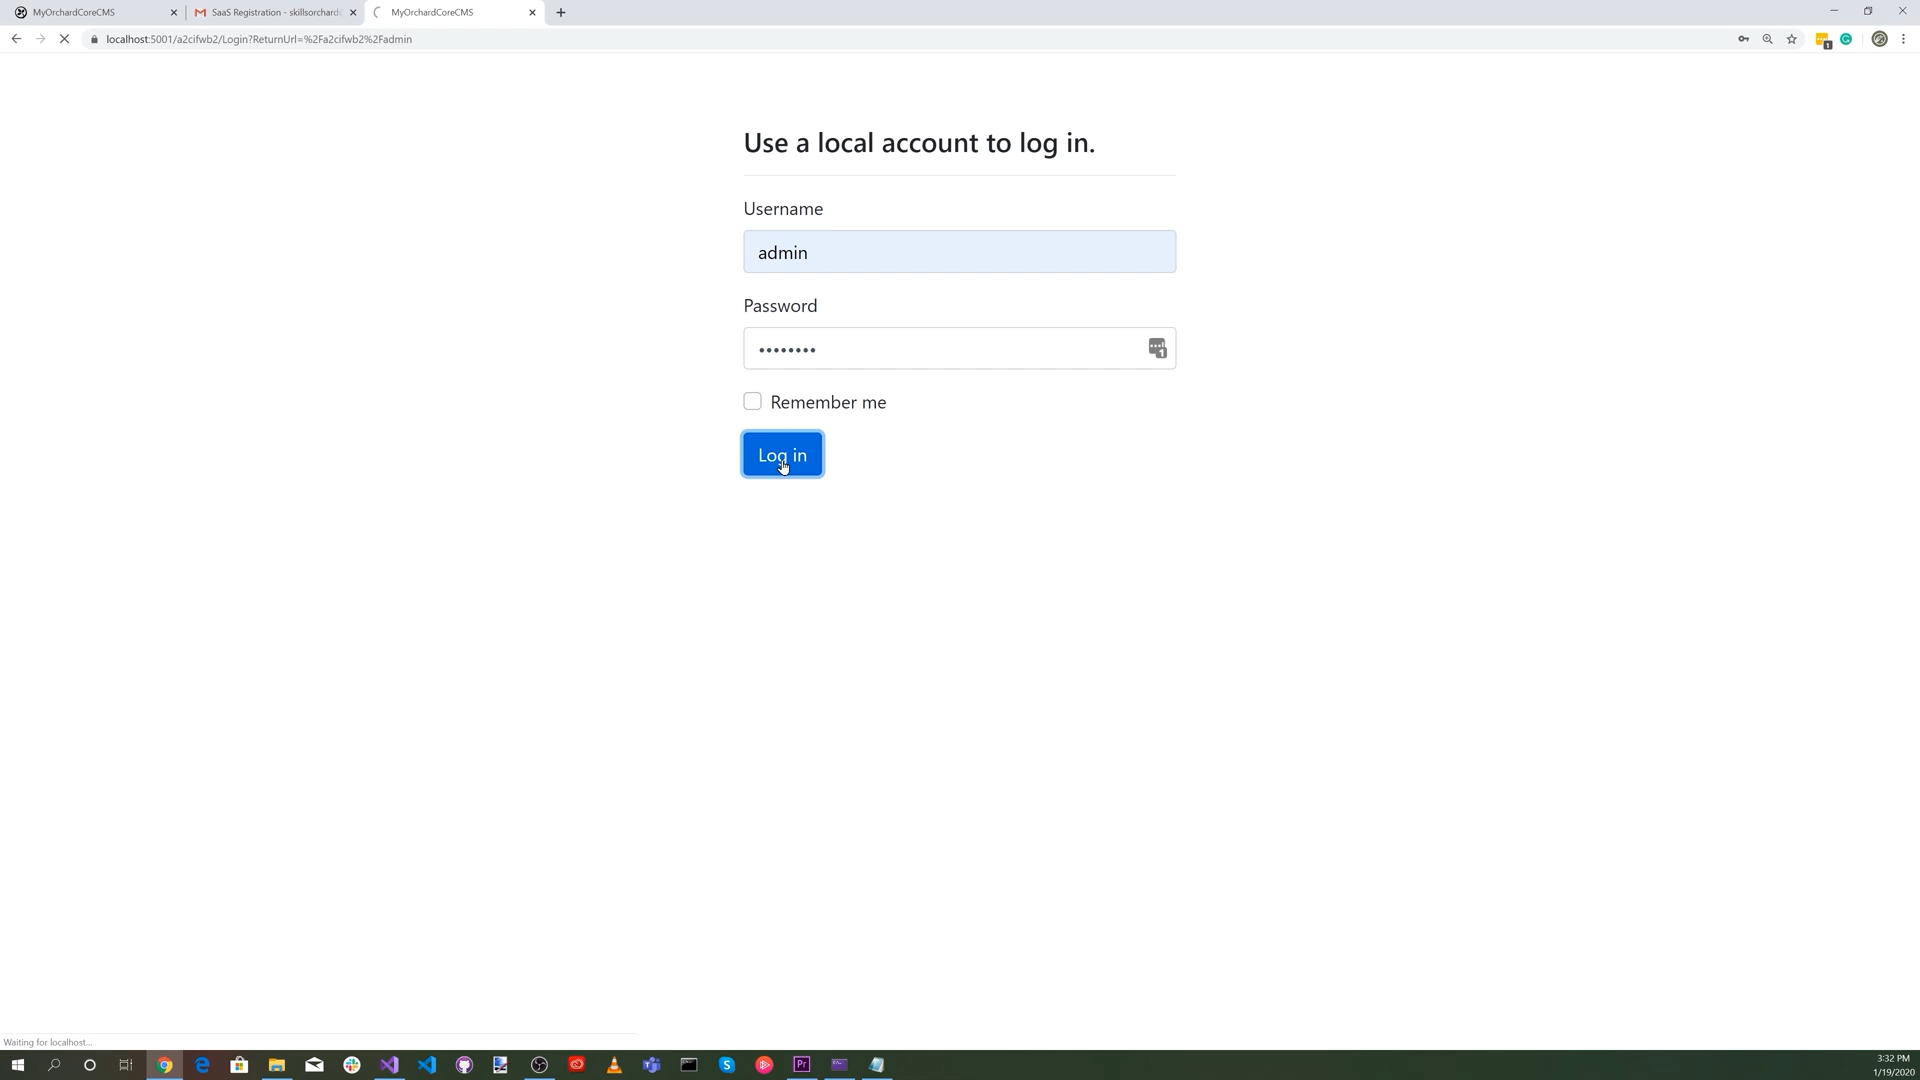 MyOrchardCoreCMS
SaaS Registration - skillsorchard
MyOrchardCoreCMS
localhost:5001/a2cifwb2/Login?ReturnUrl=%2Fa2cifwb2%2Fadmin
Use a local account to log in.
Username
admin
Password
Remember me
Log in
Waiting for localhost...
3:32 PM
1/19/2020